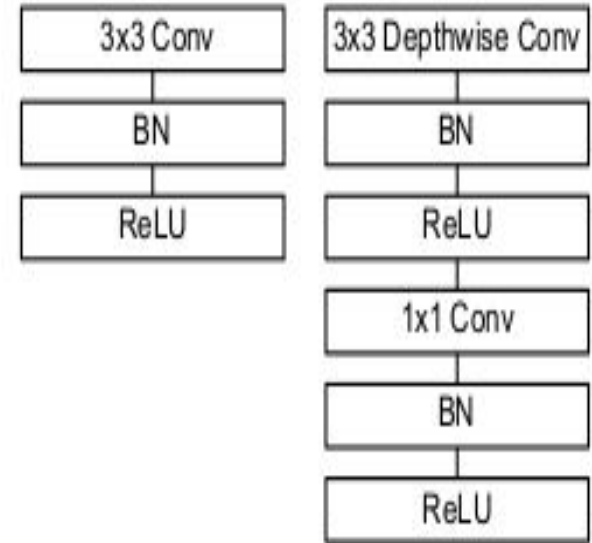 3x3 Conv
BN
ReLU
3x3 Depthwise Conv
BN
ReLU
1x1 Conv
BN
ReLU